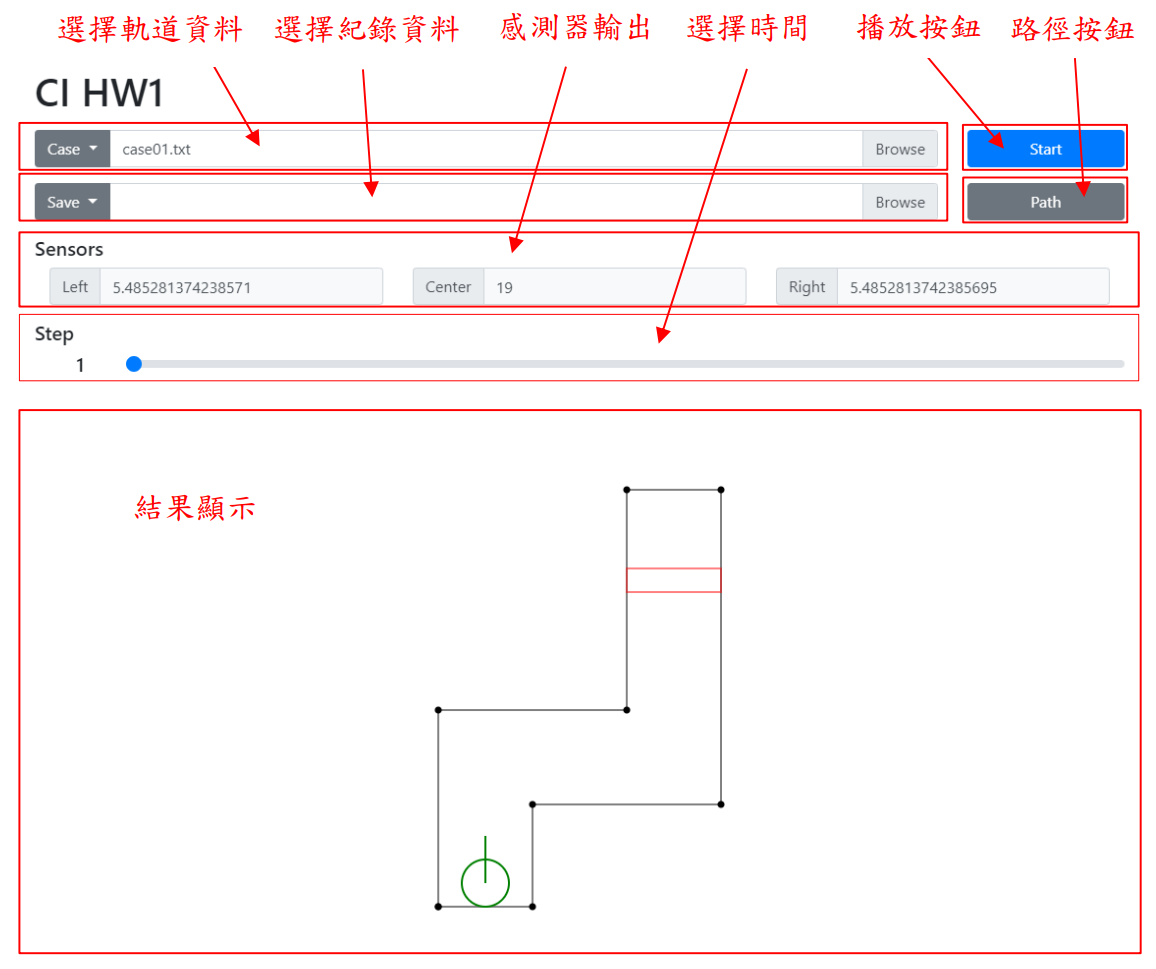 選擇軌道資料 選擇紀錄資料 感測器輸出 選擇時間 播放按鈕 路徑按鈕
CI HW1
Case case01.txt Browse Start
Save Browse Path
Sensors
Left 5.485281374238571 Center 19 Right 5.4852813742385695
Step
1
結果顯示